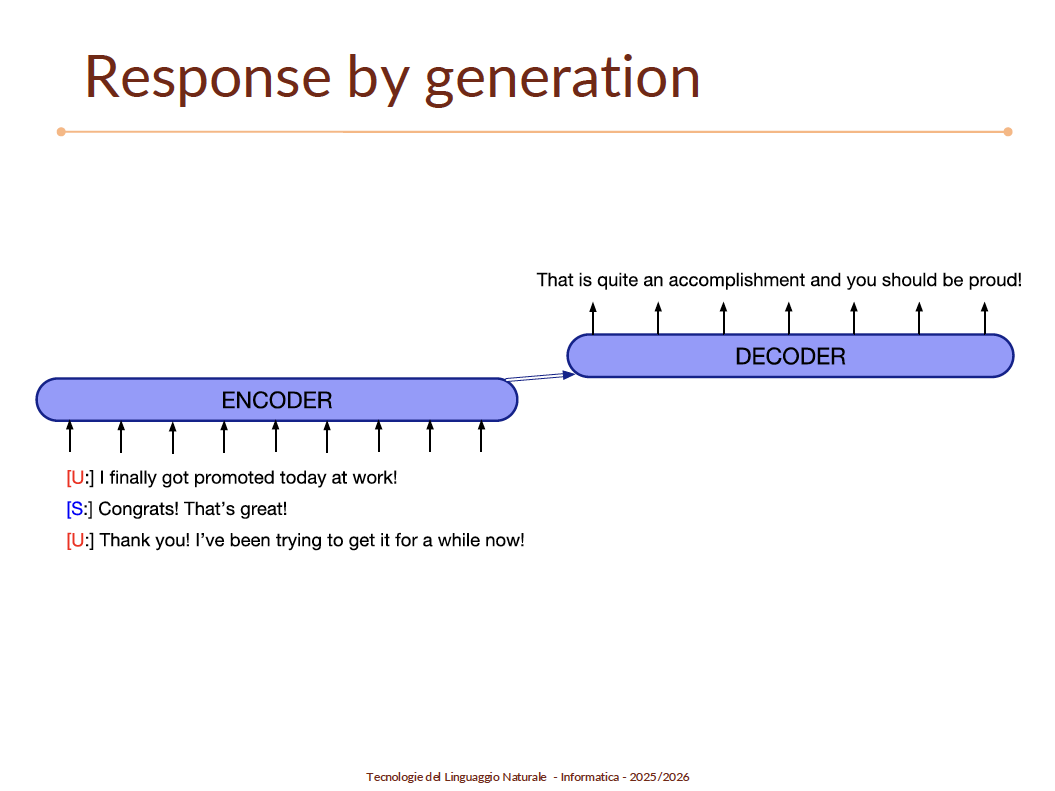 Response by generation
That is quite an accomplishment and you should be proud!
DECODER
ENCODER
[U:] I finally got promoted today at work!
[S:] Congrats! That's great!
[U:] Thank you! I've been trying to get it for a while now!
Tecnologie del Linguaggio Naturale - Informatica - 2025/2026